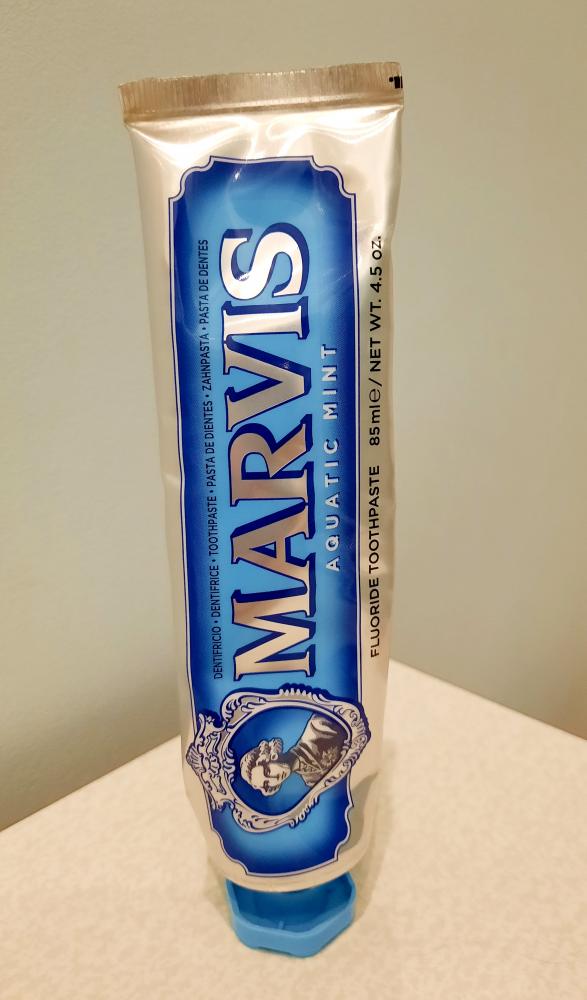 DENTIFRICIO • DENTIFRICE • TOOTHPASTE • PASTA DE DIENTES • ZAHNPASTA • PASTA DE DENTES
MARVIS
AQUATIC MINT
FLUORIDE TOOTHPASTE 85 ml ℮ / NET WT. 4.5 OZ.